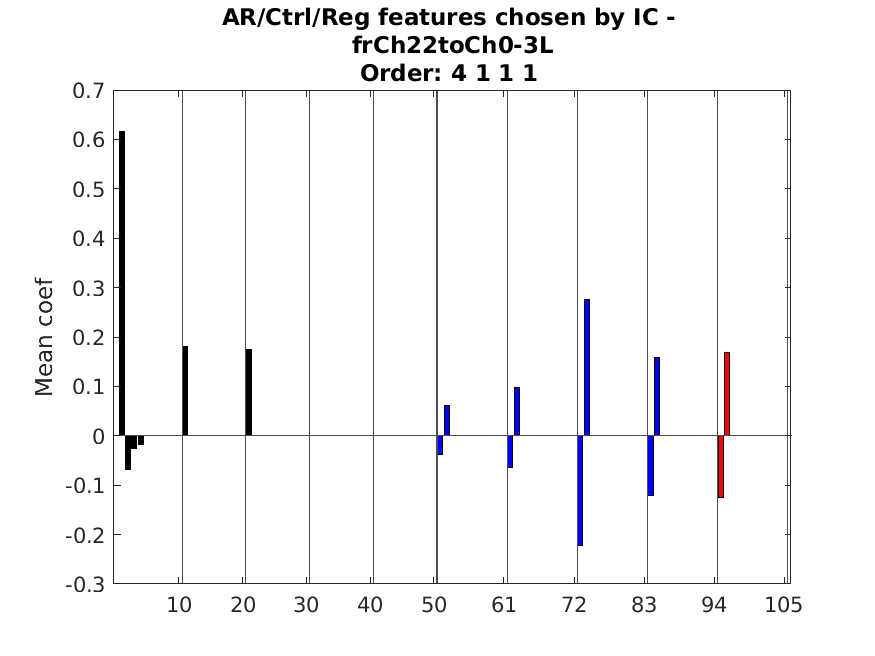 AR/Ctrl/Reg features chosen by IC -
frCh22toCh0-3L
Order: 4 1 1 1
0.7
0.6
0.5
0.4
0.3
0.2
0.1
0
-0.1
-0.2
-0.3
Mean coef
10 20 30 40 50 61 72 83 94 105